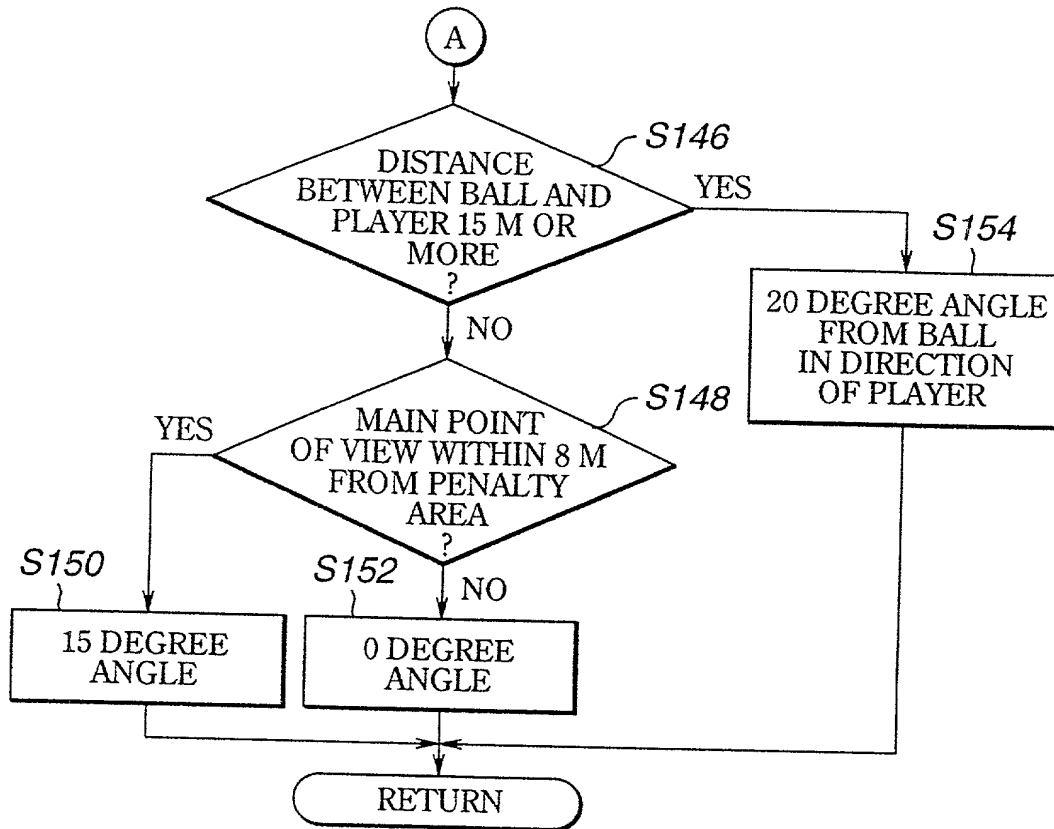 A
S146
DISTANCE
BETWEEN BALL AND
PLAYER 15 M OR
MORE
?
YES
S154
20 DEGREE ANGLE
FROM BALL
IN DIRECTION
OF PLAYER
NO
S148
MAIN POINT
OF VIEW WITHIN 8 M
FROM PENALTY
AREA
?
YES
S150
15 DEGREE
ANGLE
S152
NO
0 DEGREE
ANGLE
RETURN